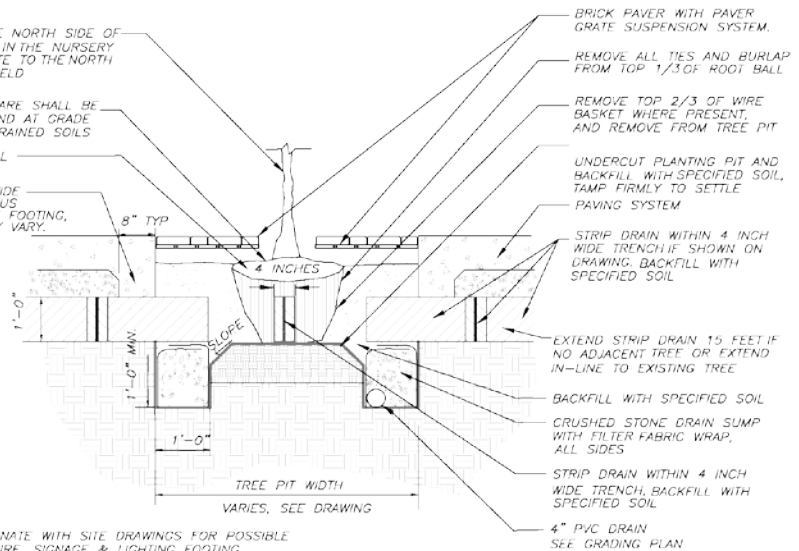 E NORTH SIDE OF
IN THE NURSERY
TE TO THE NORTH
ELD
ARE SHALL BE
ND AT GRADE
RAINED SOILS
L
IDE
US
FOOTING,
Y VARY.
8" TYP
4 INCHES
1'-0"
SLOPE
1'-0" MIN.
1'-0"
TREE PIT WIDTH
VARIES, SEE DRAWING
NATE WITH SITE DRAWINGS FOR POSSIBLE
URE, SIGNAGE & LIGHTING FOOTING
BRICK PAVER WITH PAVER
GRATE SUSPENSION SYSTEM.
REMOVE ALL TIES AND BURLAP
FROM TOP 1/3 OF ROOT BALL
REMOVE TOP 2/3 OF WIRE
BASKET WHERE PRESENT,
AND REMOVE FROM TREE PIT
UNDERCUT PLANTING PIT AND
BACKFILL WITH SPECIFIED SOIL,
TAMP FIRMLY TO SETTLE
PAVING SYSTEM
STRIP DRAIN WITHIN 4 INCH
WIDE TRENCH IF SHOWN ON
DRAWING. BACKFILL WITH
SPECIFIED SOIL
EXTEND STRIP DRAIN 15 FEET IF
NO ADJACENT TREE OR EXTEND
IN-LINE TO EXISTING TREE
BACKFILL WITH SPECIFIED SOIL
CRUSHED STONE DRAIN SUMP
WITH FILTER FABRIC WRAP,
ALL SIDES
STRIP DRAIN WITHIN 4 INCH
WIDE TRENCH, BACKFILL WITH
SPECIFIED SOIL
4" PVC DRAIN
SEE GRADING PLAN